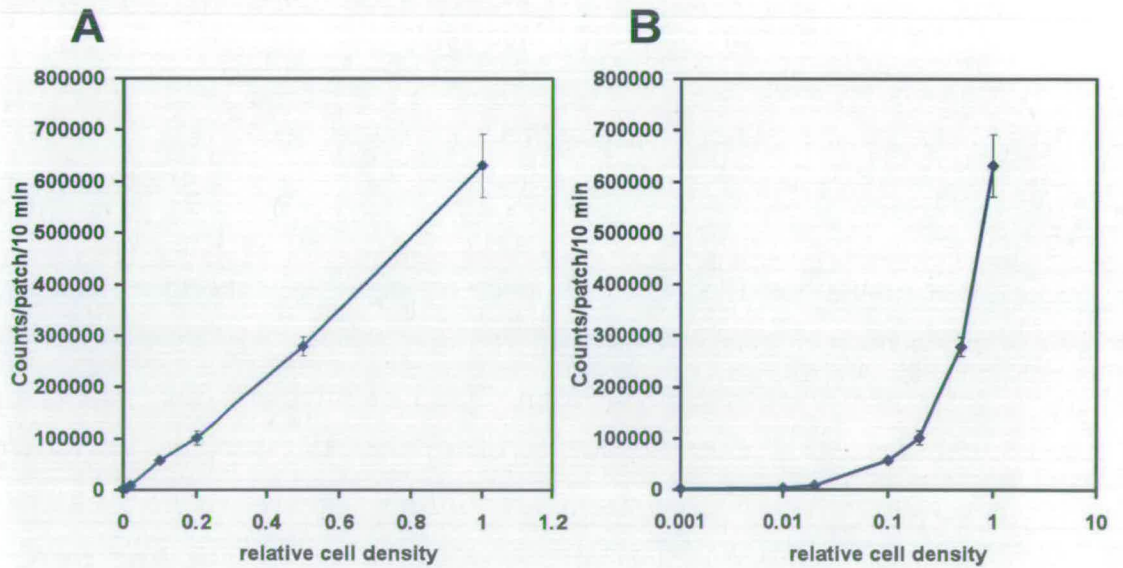 A
B
Counts/patch/10 min
800000
700000
600000
500000
400000
300000
200000
100000
0
0 0.2 0.4 0.6 0.8 1 1.2
relative cell density
Counts/patch/10 min
800000
700000
600000
500000
400000
300000
200000
100000
0
0.001 0.01 0.1 1 10
relative cell density